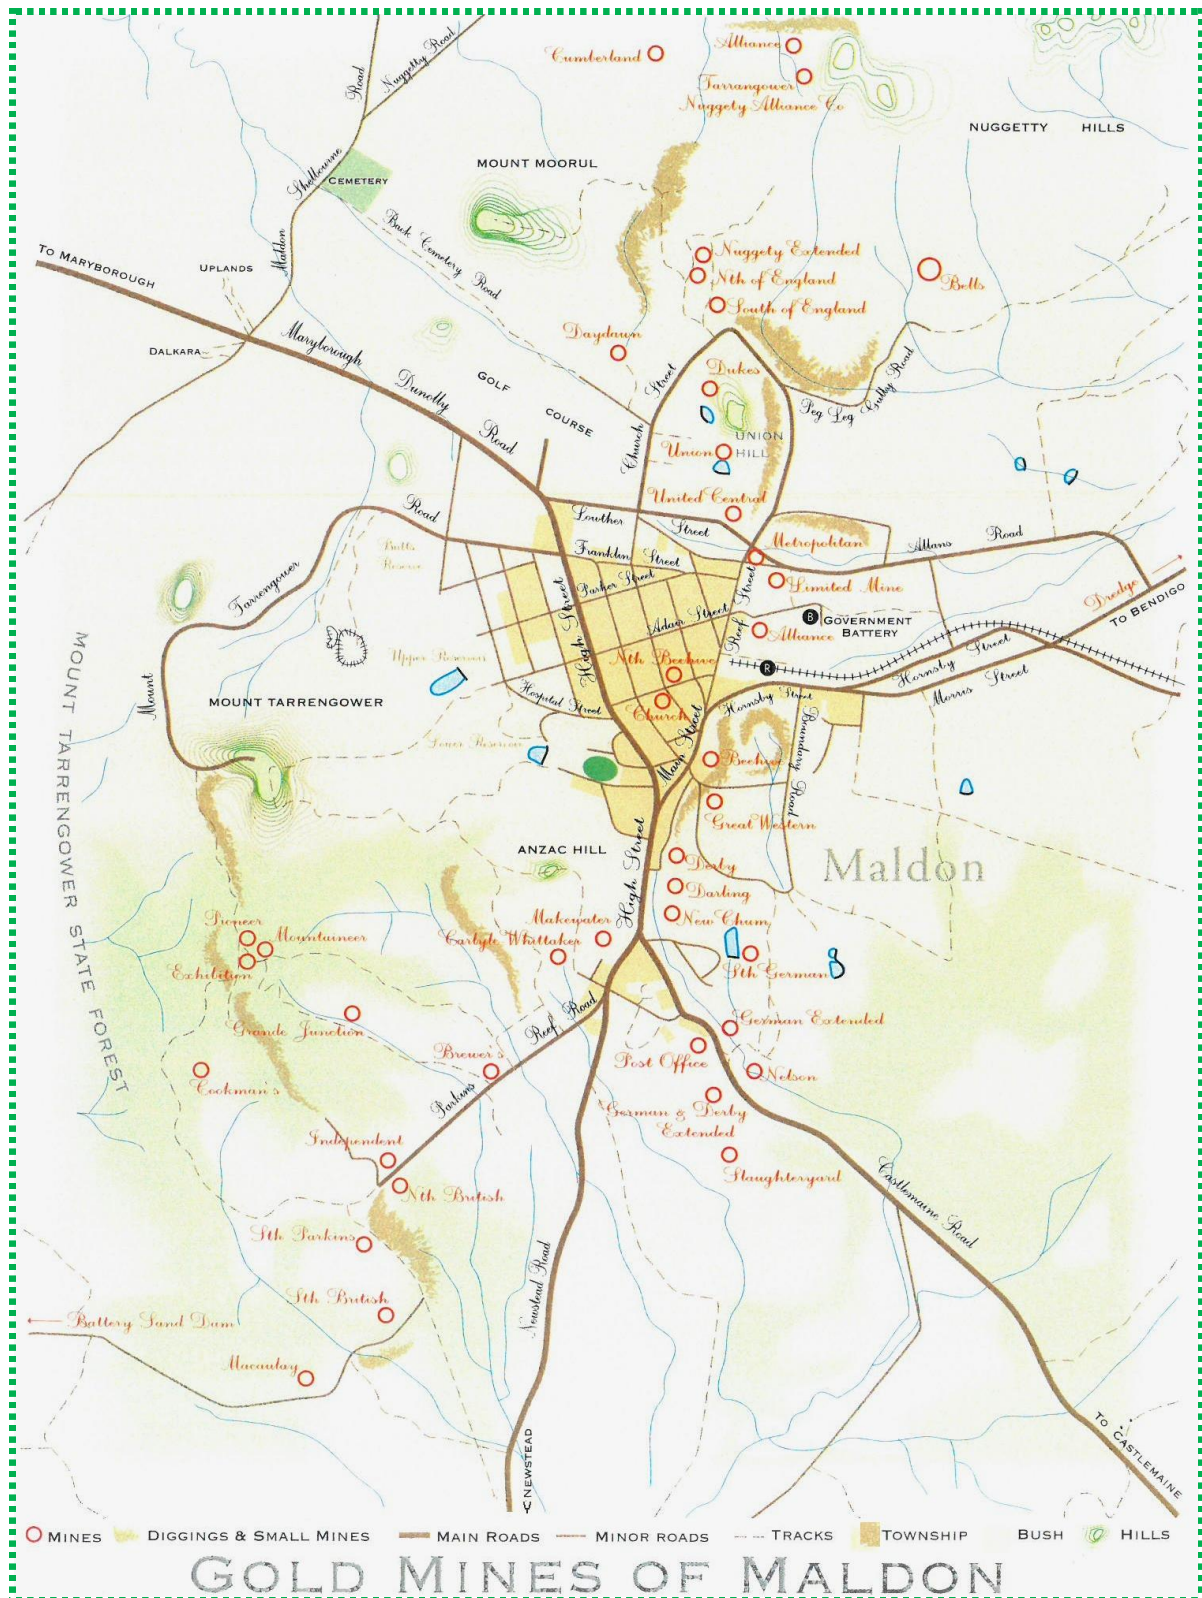 Road
Nuggetty Road
Cumberland
Alliance
Tarrangower
Nuggety Alliance Co
NUGGETTY HILLS
MOUNT MOORUL
Shelbourne
CEMETERY
Back Cemetery Road
Maldon
TO MARYBOROUGH
UPLANDS
DALKARA
Nuggety Extended
Nth of England
South of England
Bells
Daydawn
Maryborough
Dunolly
Road
GOLF
COURSE
Church Street
Dukes
Peg Leg Gully Road
UNION
HILL
Union
United Central
Lowther Street
Metropolitan
Allans Road
Road
Tarrengower
Mount
Butts
Reserve
Franklin Street
Parker Street
Adair Street
Reef Street
Limited Mine
Dredge
TO BENDIGO
B
GOVERNMENT
BATTERY
Alliance
R
High Street
Nth Beehive
Church
Upper Reservoir
Hospital Street
Hornsby Street
Hornsby Street
Morris Street
MOUNT TARRENGOWER
MOUNT TARRENGOWER STATE FOREST
Lower Reservoir
Main Street
Beehive
Boundary Road
Great Western
Maldon
ANZAC HILL
High Street
Derby
Darling
New Chum
Makewater
Carlyle Whittaker
Pioneer
Mountaineer
Exhibition
Sth German
Grande Junction
German Extended
Parkins Reef Road
Brewer's
Post Office
Nelson
Cookman's
German & Derby
Extended
Independent
Slaughteryard
Nth British
Castlemaine Road
Sth Parkins
Newstead Road
Sth British
Battery Sand Dum
Macaulay
NEWSTEAD
TO CASTLEMAINE
MINES DIGGINGS & SMALL MINES MAIN ROADS MINOR ROADS TRACKS TOWNSHIP BUSH HILLS
GOLD MINES OF MALDON